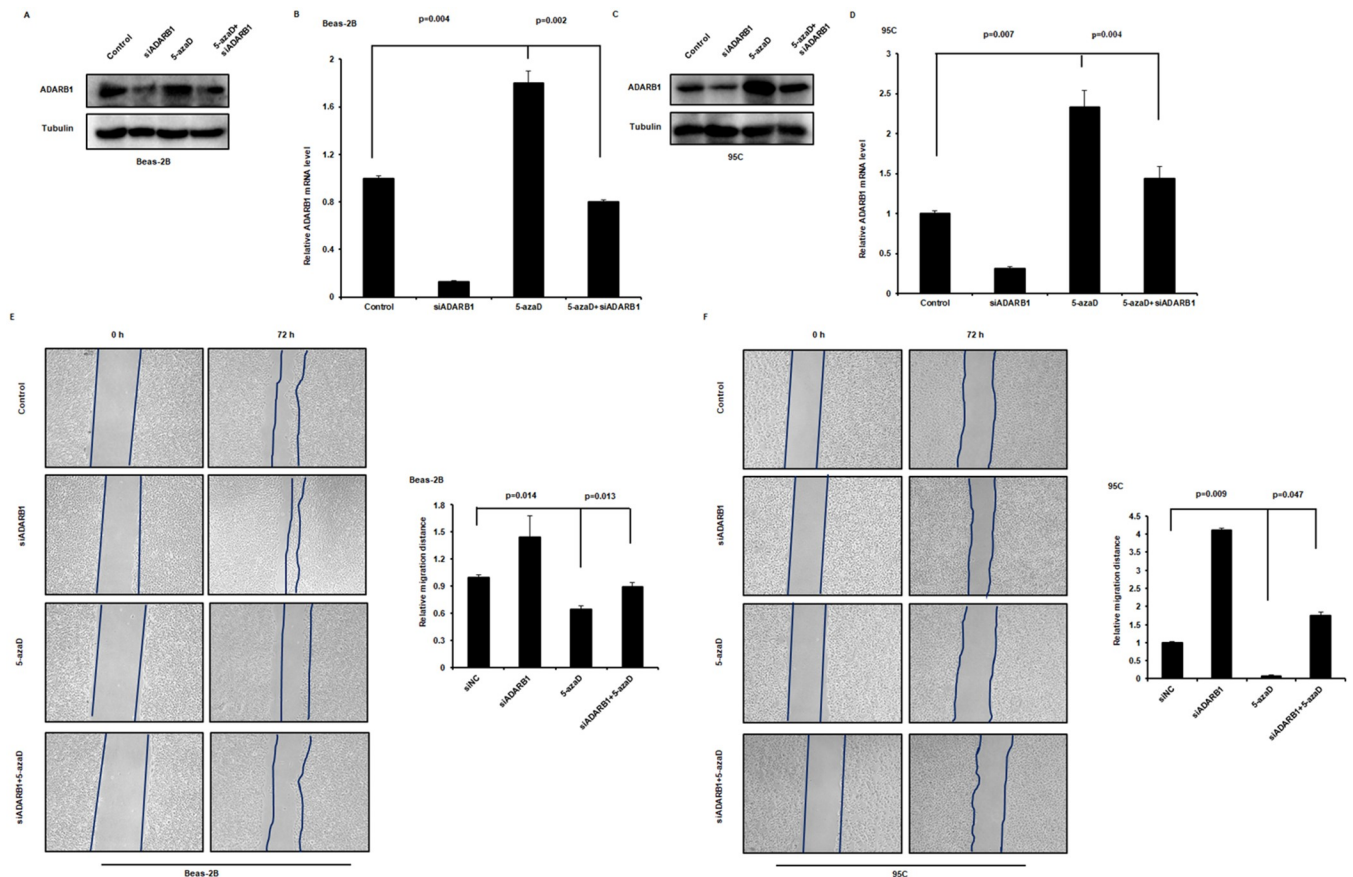 A
Control
siADARB1
5-azaD
5-azaD+
siADARB1
ADARB1
Tubulin
Beas-2B
B
Beas-2B
p=0.004
p=0.002
Relative ADARB1 mRNA level
2
1.6
1.2
0.8
0.4
0
Control
siADARB1
5-azaD
5-azaD+siADARB1
C
Control
siADARB1
5-azaD
5-azaD+
siADARB1
ADARB1
Tubulin
95C
D
95C
p=0.007
p=0.004
Relative ADARB1 mRNA level
3
2.5
2
1.5
1
0.5
0
Control
siADARB1
5-azaD
5-azaD+siADARB1
E
0 h
72 h
Control
siADARB1
5-azaD
siADARB1+5-azaD
Beas-2B
Beas-2B
p=0.014
p=0.013
Relative migration distance
1.8
1.5
1.2
0.9
0.6
0.3
0
siNC
siADARB1
5-azaD
siADARB1+5-azaD
F
0 h
72 h
Control
siADARB1
5-azaD
siADARB1+5-azaD
95C
95C
p=0.009
p=0.047
Relative migration distance
4.5
4
3.5
3
2.5
2
1.5
1
0.5
0
siNC
siADARB1
5-azaD
siADARB1+5-azaD